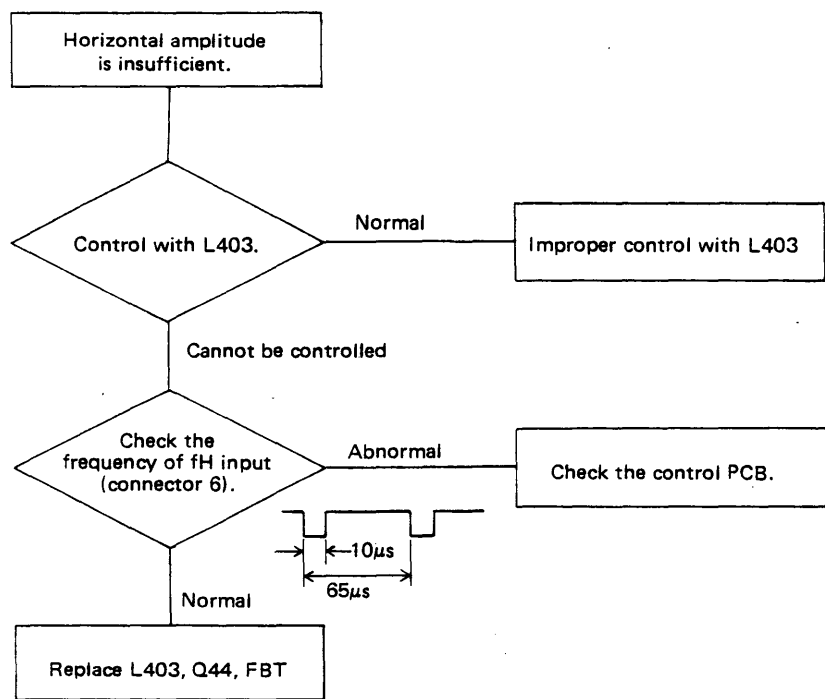 Horizontal amplitude
is insufficient.
Control with L403.
Normal
Improper control with L403
Cannot be controlled
Check the
frequency of fH input
(connector 6).
Abnormal
Check the control PCB.
10μs
65μs
Normal
Replace L403, Q44, FBT